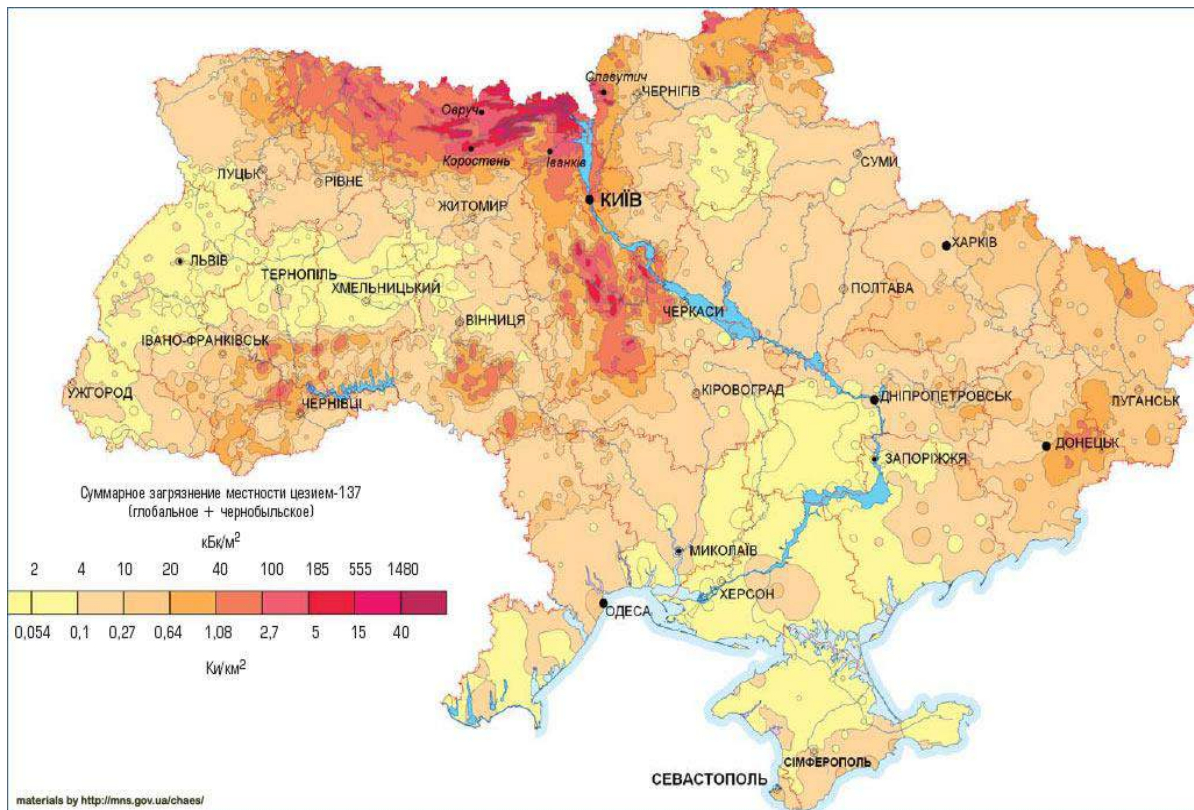 Славутич
ЧЕРНІГІВ
Овруч
Коростень
Іванків
СУМИ
ЛУЦЬК
РІВНЕ
КИЇВ
ЖИТОМИР
ХАРКІВ
ЛЬВІВ
ТЕРНОПІЛЬ
ХМЕЛЬНИЦЬКИЙ
ПОЛТАВА
ЧЕРКАСИ
ВІННИЦЯ
ІВАНО-ФРАНКІВСЬК
УЖГОРОД
КІРОВОГРАД
ДНІПРОПЕТРОВСЬК
ЛУГАНСЬК
ЧЕРНІВЦІ
ДОНЕЦЬК
ЗАПОРІЖЖЯ
Суммарное загрязнение местности цезием-137
(глобальное + чернобыльское)
кБк/м²
2 4 10 20 40 100 185 555 1480
0,054 0,1 0,27 0,64 1,08 2,7 5 15 40
Ки/км²
МИКОЛАЇВ
ХЕРСОН
ОДЕСА
СІМФЕРОПОЛЬ
СЕВАСТОПОЛЬ
materials by http://mns.gov.ua/chaes/